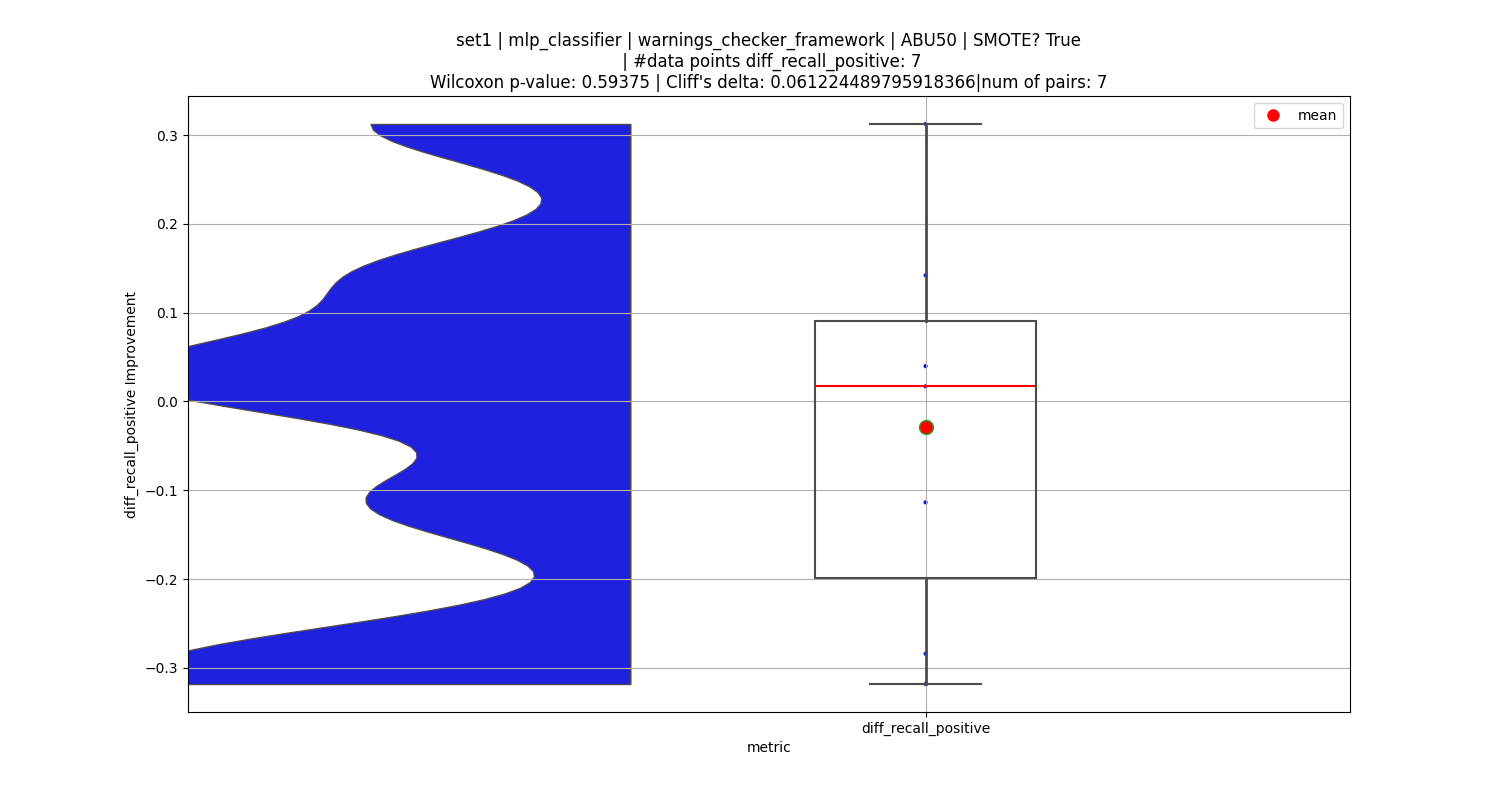 set1 | mlp_classifier | warnings_checker_framework | ABU50 | SMOTE? True
| #data points diff_recall_positive: 7
Wilcoxon p-value: 0.59375 | Cliff's delta: 0.061224489795918366|num of pairs: 7
mean
0.3
0.2
0.1
0.0
−0.1
−0.2
−0.3
diff_recall_positive Improvement
diff_recall_positive
metric